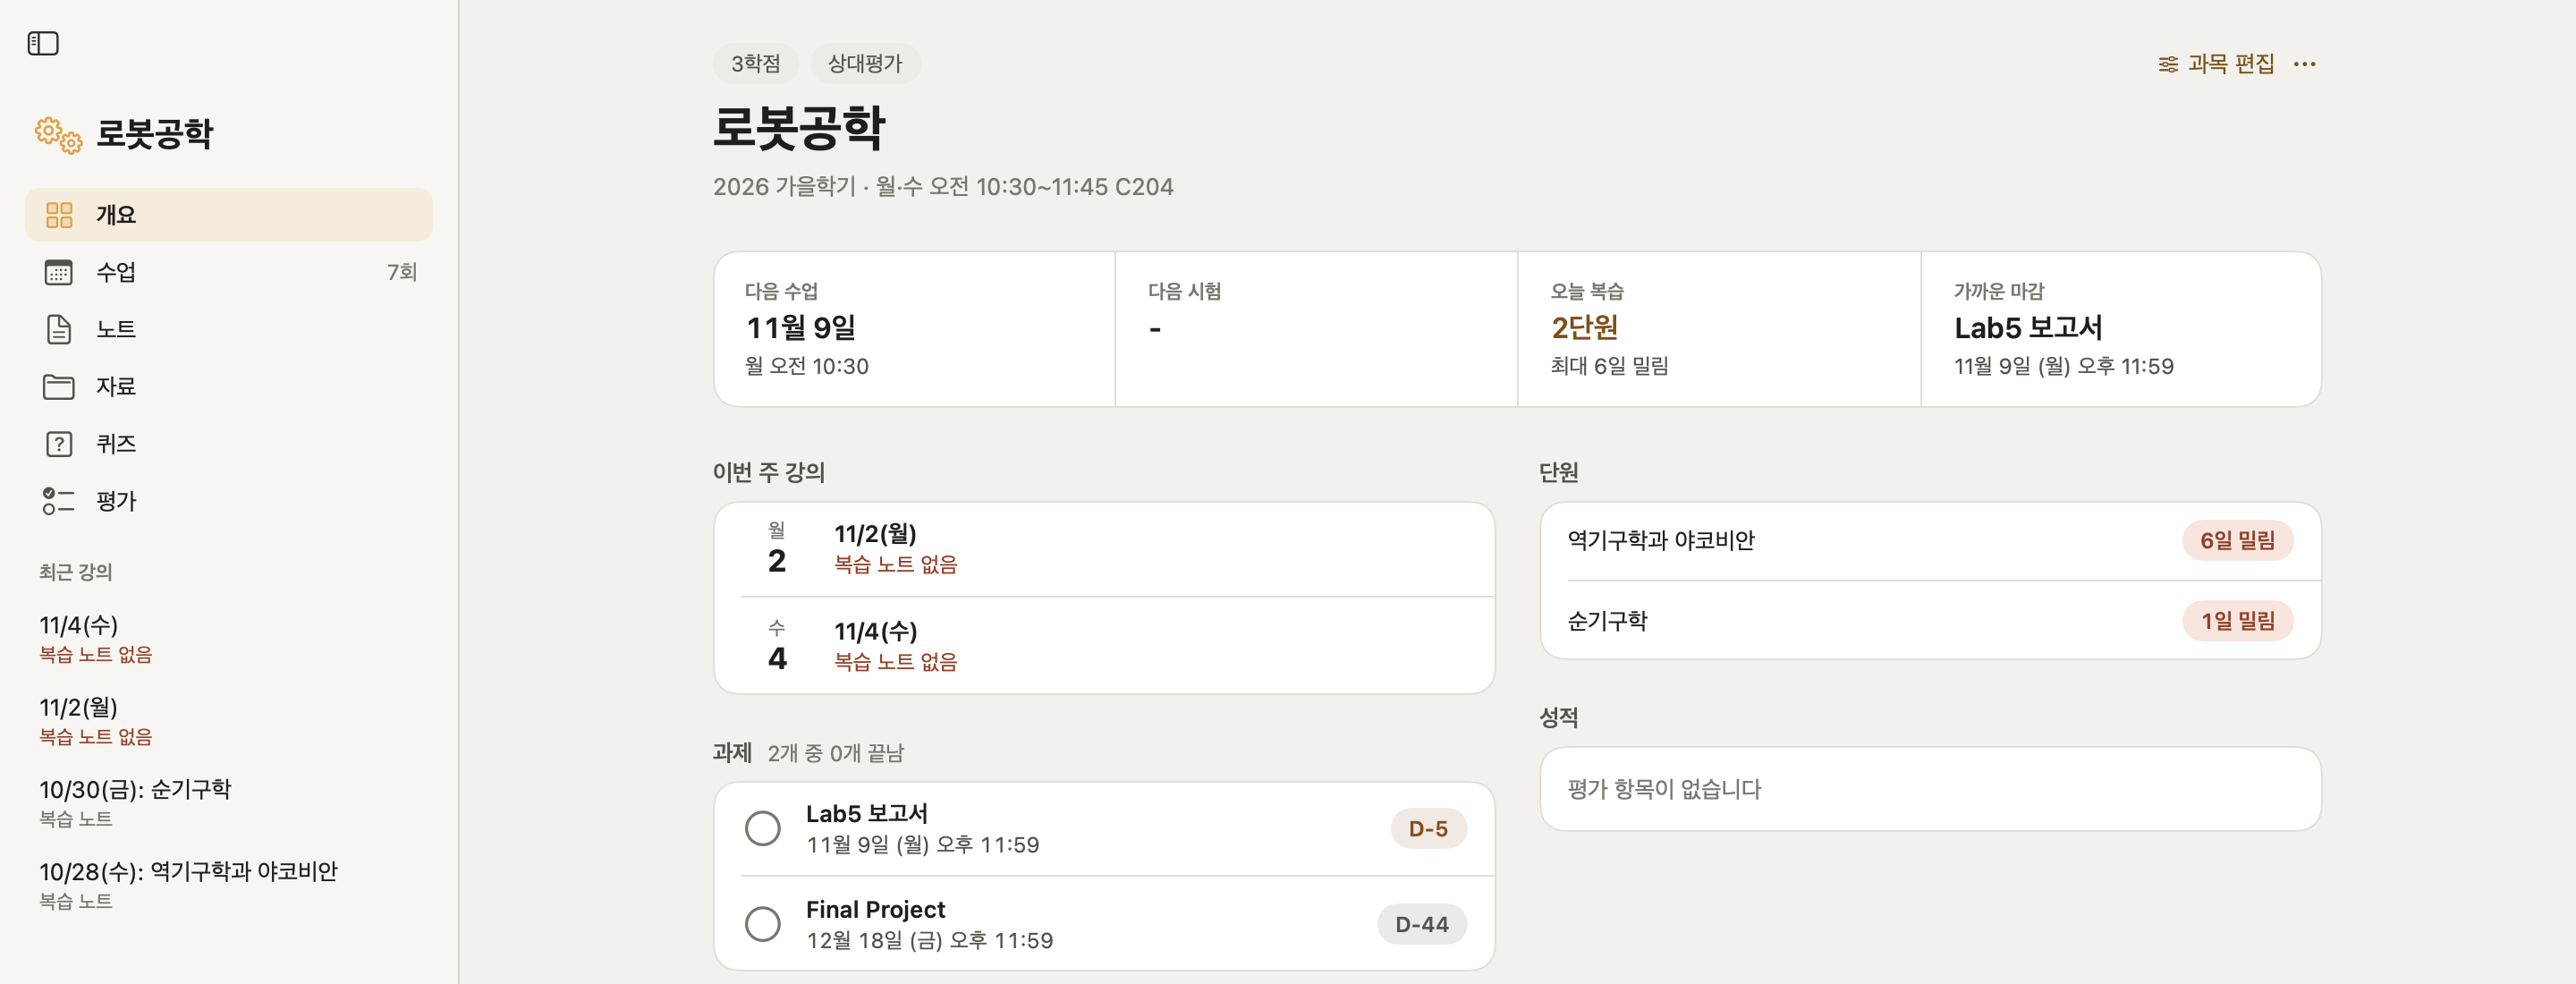 로봇공학
개요
수업 7회
노트
자료
퀴즈
평가
최근 강의
11/4(수)
복습 노트 없음
11/2(월)
복습 노트 없음
10/30(금): 순기구학
복습 노트
10/28(수): 역기구학과 야코비안
복습 노트
3학점 상대평가
과목 편집
로봇공학
2026 가을학기 · 월·수 오전 10:30~11:45 C204
다음 수업
11월 9일
월 오전 10:30
다음 시험
-
오늘 복습
2단원
최대 6일 밀림
가까운 마감
Lab5 보고서
11월 9일 (월) 오후 11:59
이번 주 강의
월
2
11/2(월)
복습 노트 없음
수
4
11/4(수)
복습 노트 없음
과제 2개 중 0개 끝남
Lab5 보고서
11월 9일 (월) 오후 11:59
D-5
Final Project
12월 18일 (금) 오후 11:59
D-44
단원
역기구학과 야코비안 6일 밀림
순기구학 1일 밀림
성적
평가 항목이 없습니다